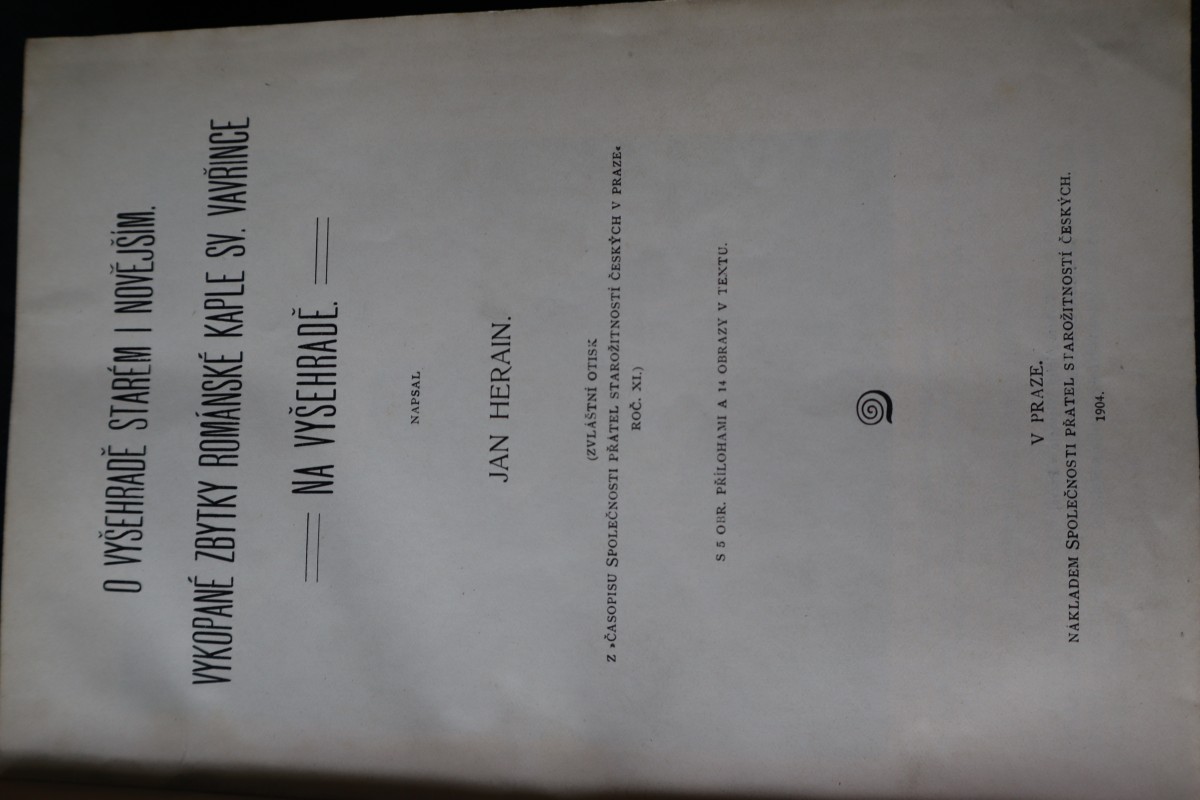 O VYŠEHRADĚ STARÉM I NOVĚJŠÍM.
VYKOPANÉ ZBYTKY ROMÁNSKÉ KAPLE SV. VAVŘINCE
NA VYŠEHRADĚ.
NAPSAL
JAN HERAIN.
(ZVLÁŠTNÍ OTISK
Z »ČASOPISU SPOLEČNOSTI PŘÁTEL STAROŽITNOSTÍ ČESKÝCH V PRAZE«
ROČ. XI.)
S 5 OBR. PŘÍLOHAMI A 14 OBRAZY V TEXTU.
V PRAZE.
NÁKLADEM SPOLEČNOSTI PŘATEL STAROŽITNOSTÍ ČESKÝCH.
1904.